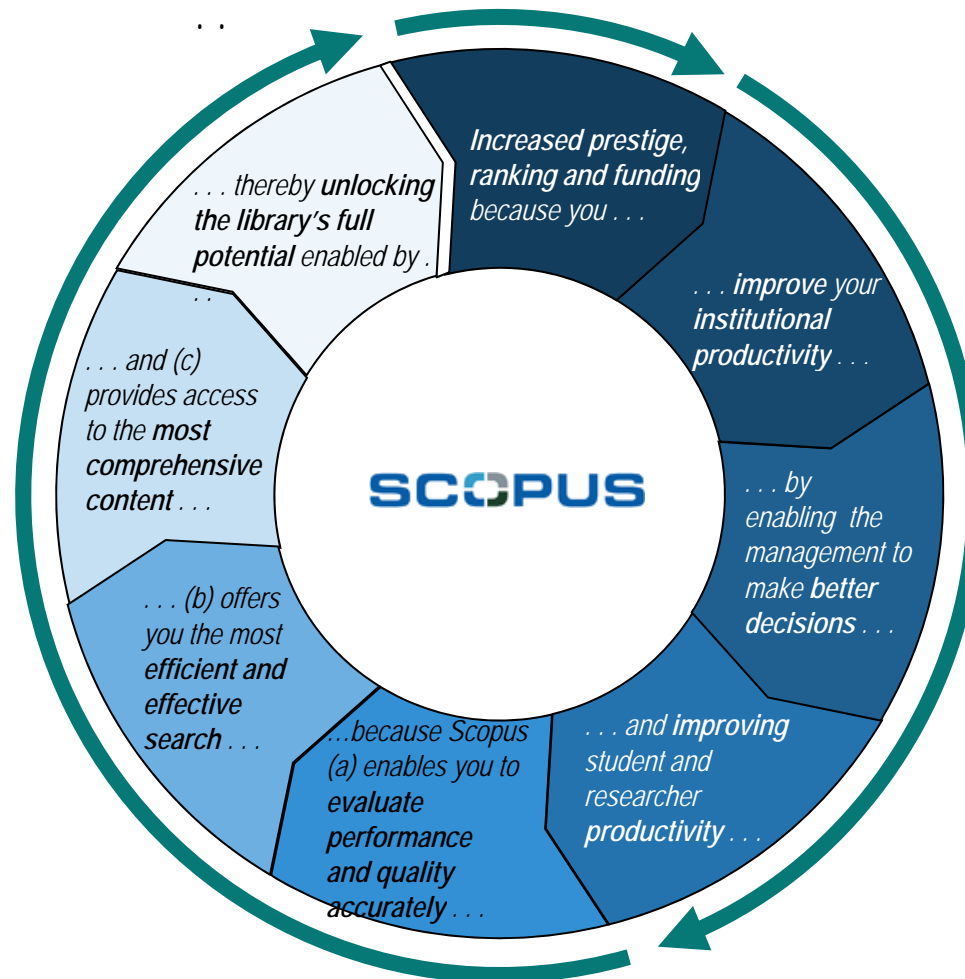 . .
Increased prestige,
ranking and funding
because you . . .
. . . improve your
institutional
productivity . . .
. . . by
enabling the
management to
make better
decisions . . .
. . . and improving
student and
researcher
productivity . . .
...because Scopus
(a) enables you to
evaluate
performance
and quality
accurately . . .
. . . (b) offers
you the most
efficient and
effective
search . . .
. . . and (c)
provides access
to the most
comprehensive
content . . .
. . . thereby unlocking
the library's full
potential enabled by .
. .
SCOPUS